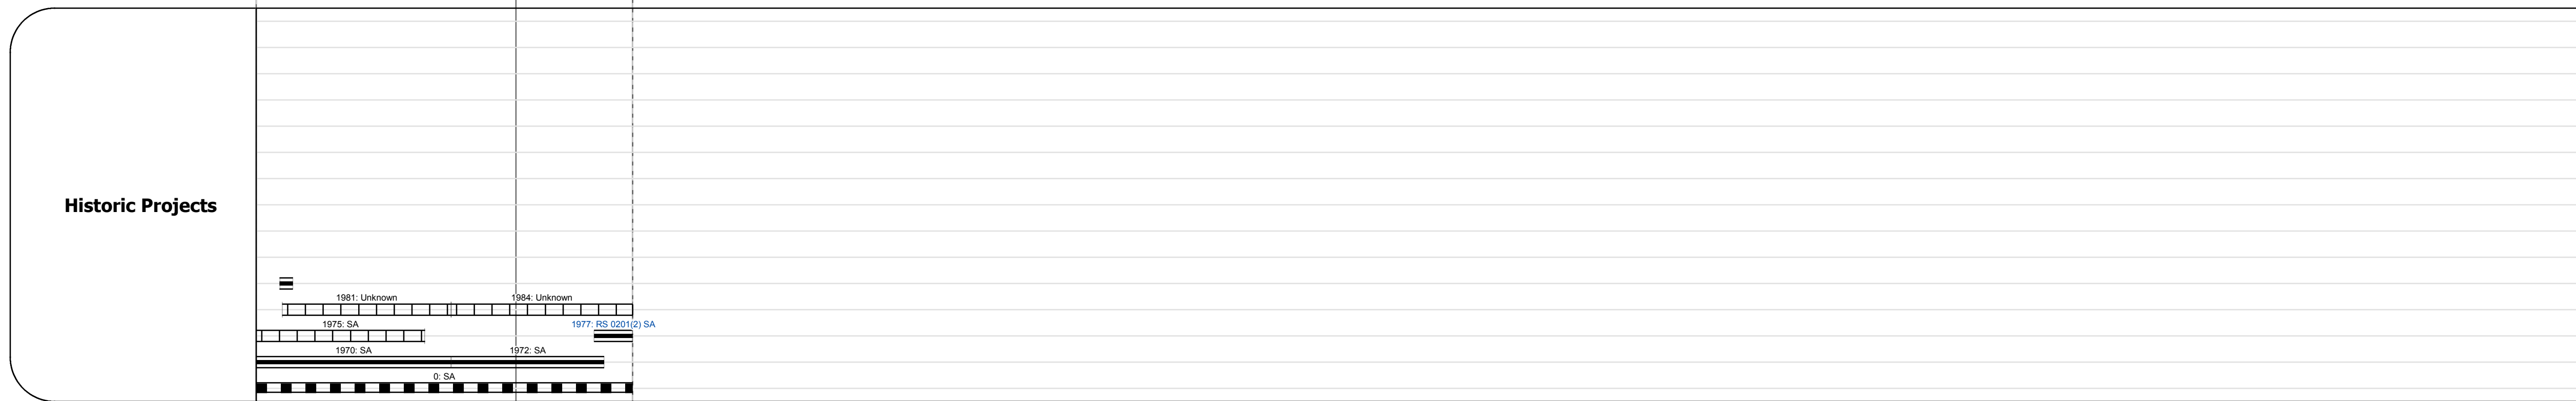 Historic Projects
1981: Unknown
1984: Unknown
1975: SA
1977: RS 0201(2) SA
1970: SA
1972: SA
0: SA